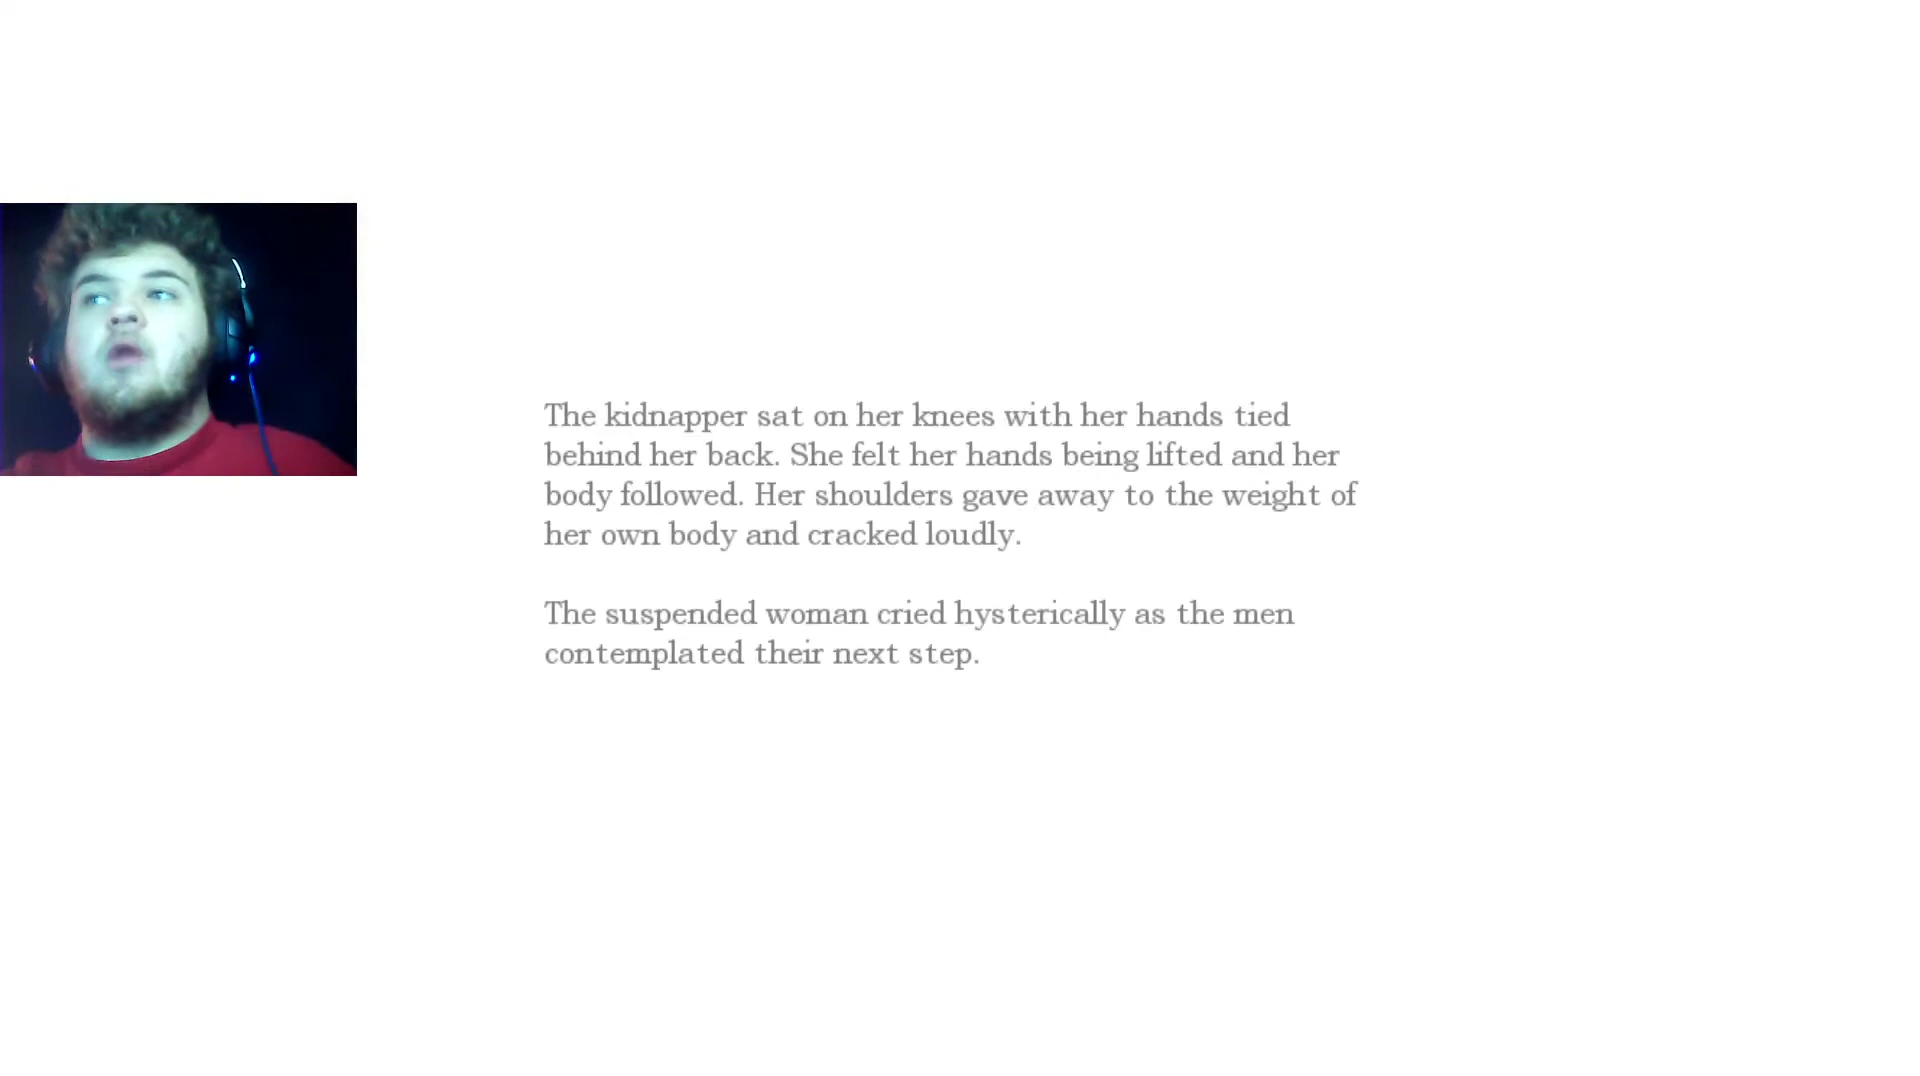 The kidnapper sat on her knees with her hands tied
behind her back. She felt her hands being lifted and her
body followed. Her shoulders gave away to the weight of
her own body and cracked loudly.
The suspended woman cried hysterically as the men
contemplated their next step.